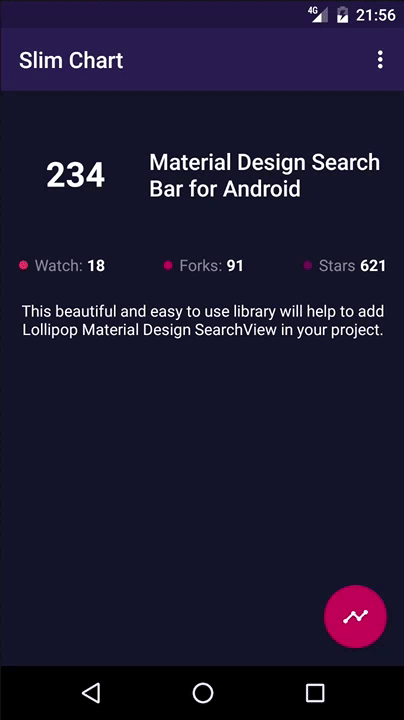 4G 21:56
Slim Chart
234
Material Design Search
Bar for Android
Watch: 18 Forks: 91 Stars 621
This beautiful and easy to use library will help to add
Lollipop Material Design SearchView in your project.